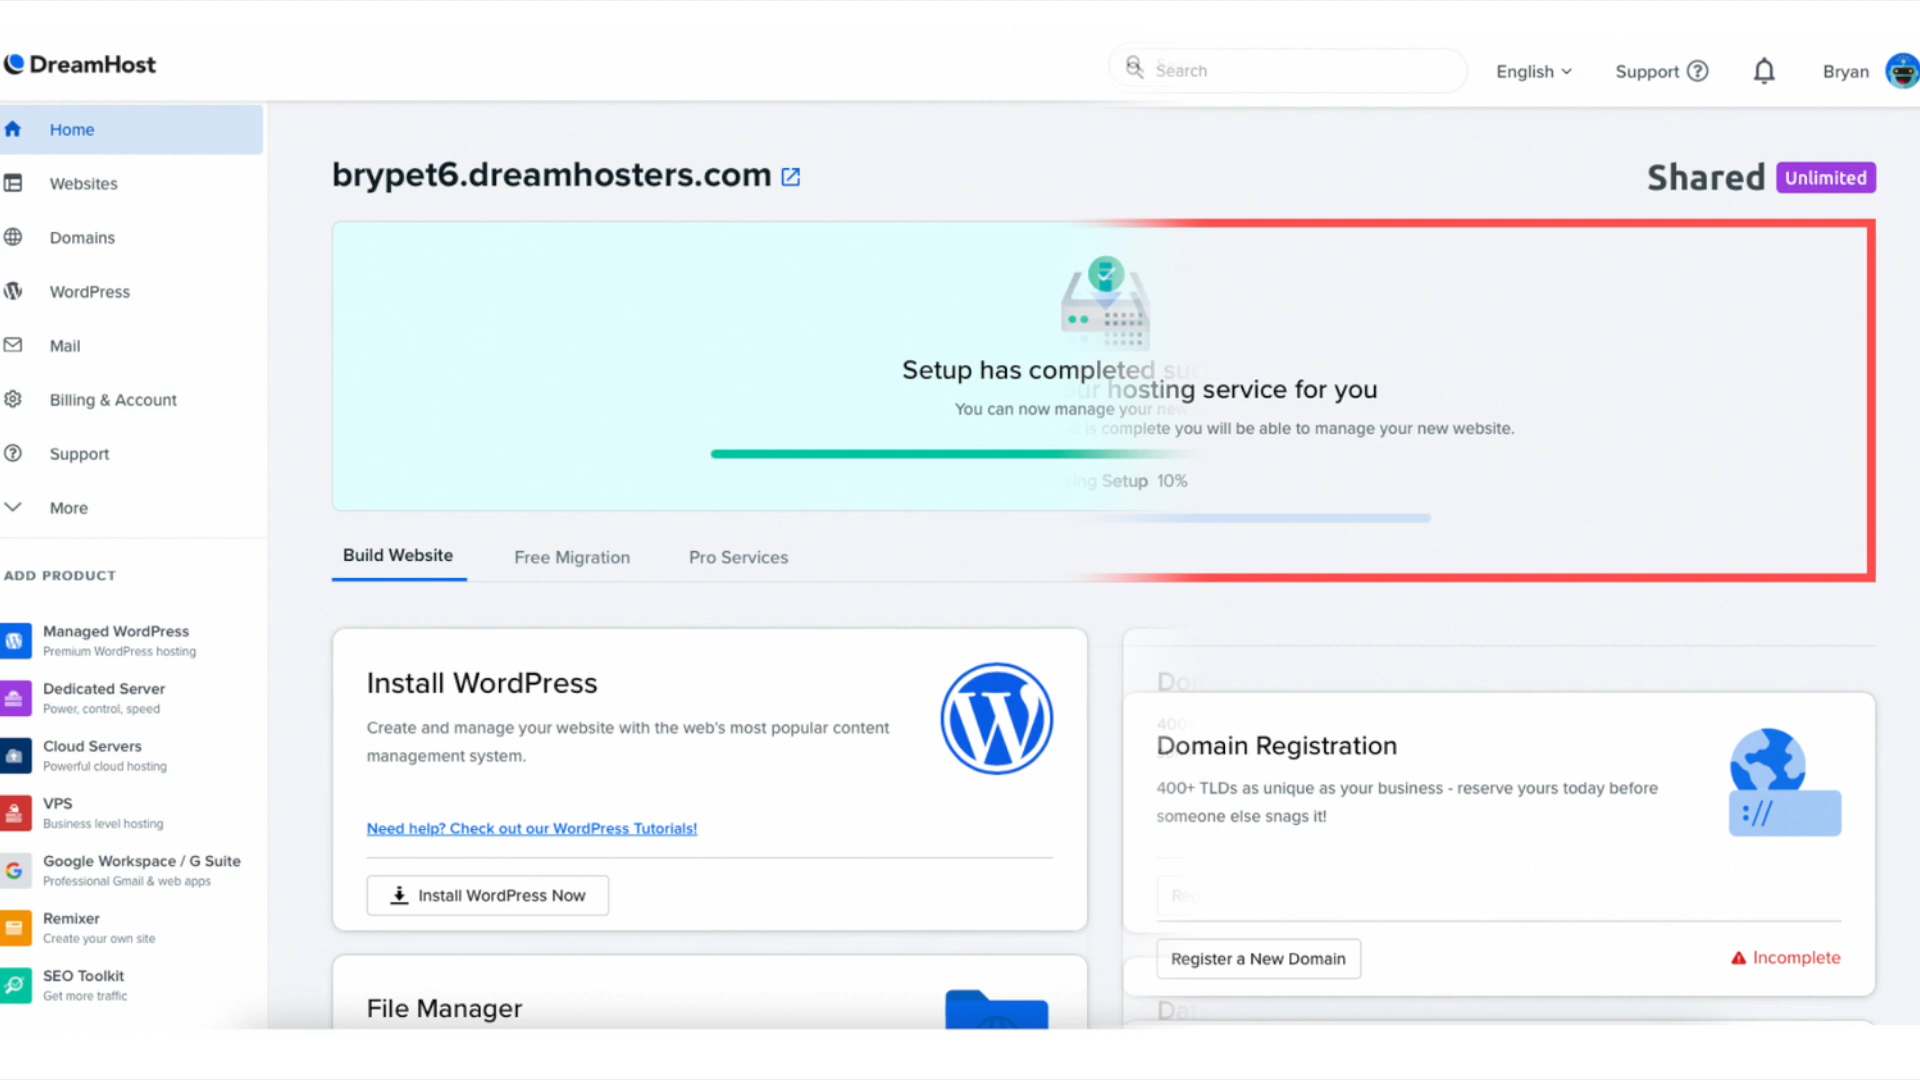 DreamHost
Search
English
Support
Bryan
Home
Websites
Domains
WordPress
Mail
Billing & Account
Support
More
ADD PRODUCT
Managed WordPress
Premium WordPress hosting
Dedicated Server
Power, control, speed
Cloud Servers
Powerful cloud hosting
VPS
Business level hosting
Google Workspace / G Suite
Professional Gmail & web apps
Remixer
Create your own site
SEO Toolkit
Get more traffic
brypet6.dreamhosters.com
Shared Unlimited
Setup has completed
hosting service for you
You can now manage your new
is complete you will be able to manage your new website.
Setup 10%
Build Website
Free Migration
Pro Services
Install WordPress
Create and manage your website with the web's most popular content
management system.
Need help? Check out our WordPress Tutorials!
Install WordPress Now
Domain Registration
400+ TLDs as unique as your business - reserve yours today before
someone else snags it!
://
Register a New Domain
Incomplete
File Manager